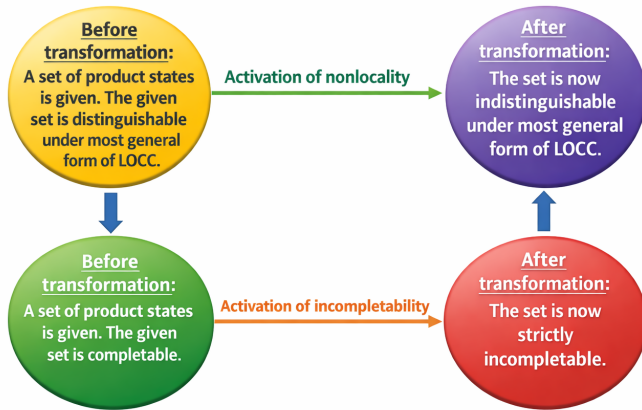 Before
transformation:
A set of product states
is given. The given
set is distinguishable
under most general
form of LOCC.
Activation of nonlocality
After
transformation:
The set is now
indistinguishable
under most general
form of LOCC.
Before
transformation:
A set of product states
is given. The given
set is completable.
Activation of incompletability
After
transformation:
The set is now
strictly
incompletable.